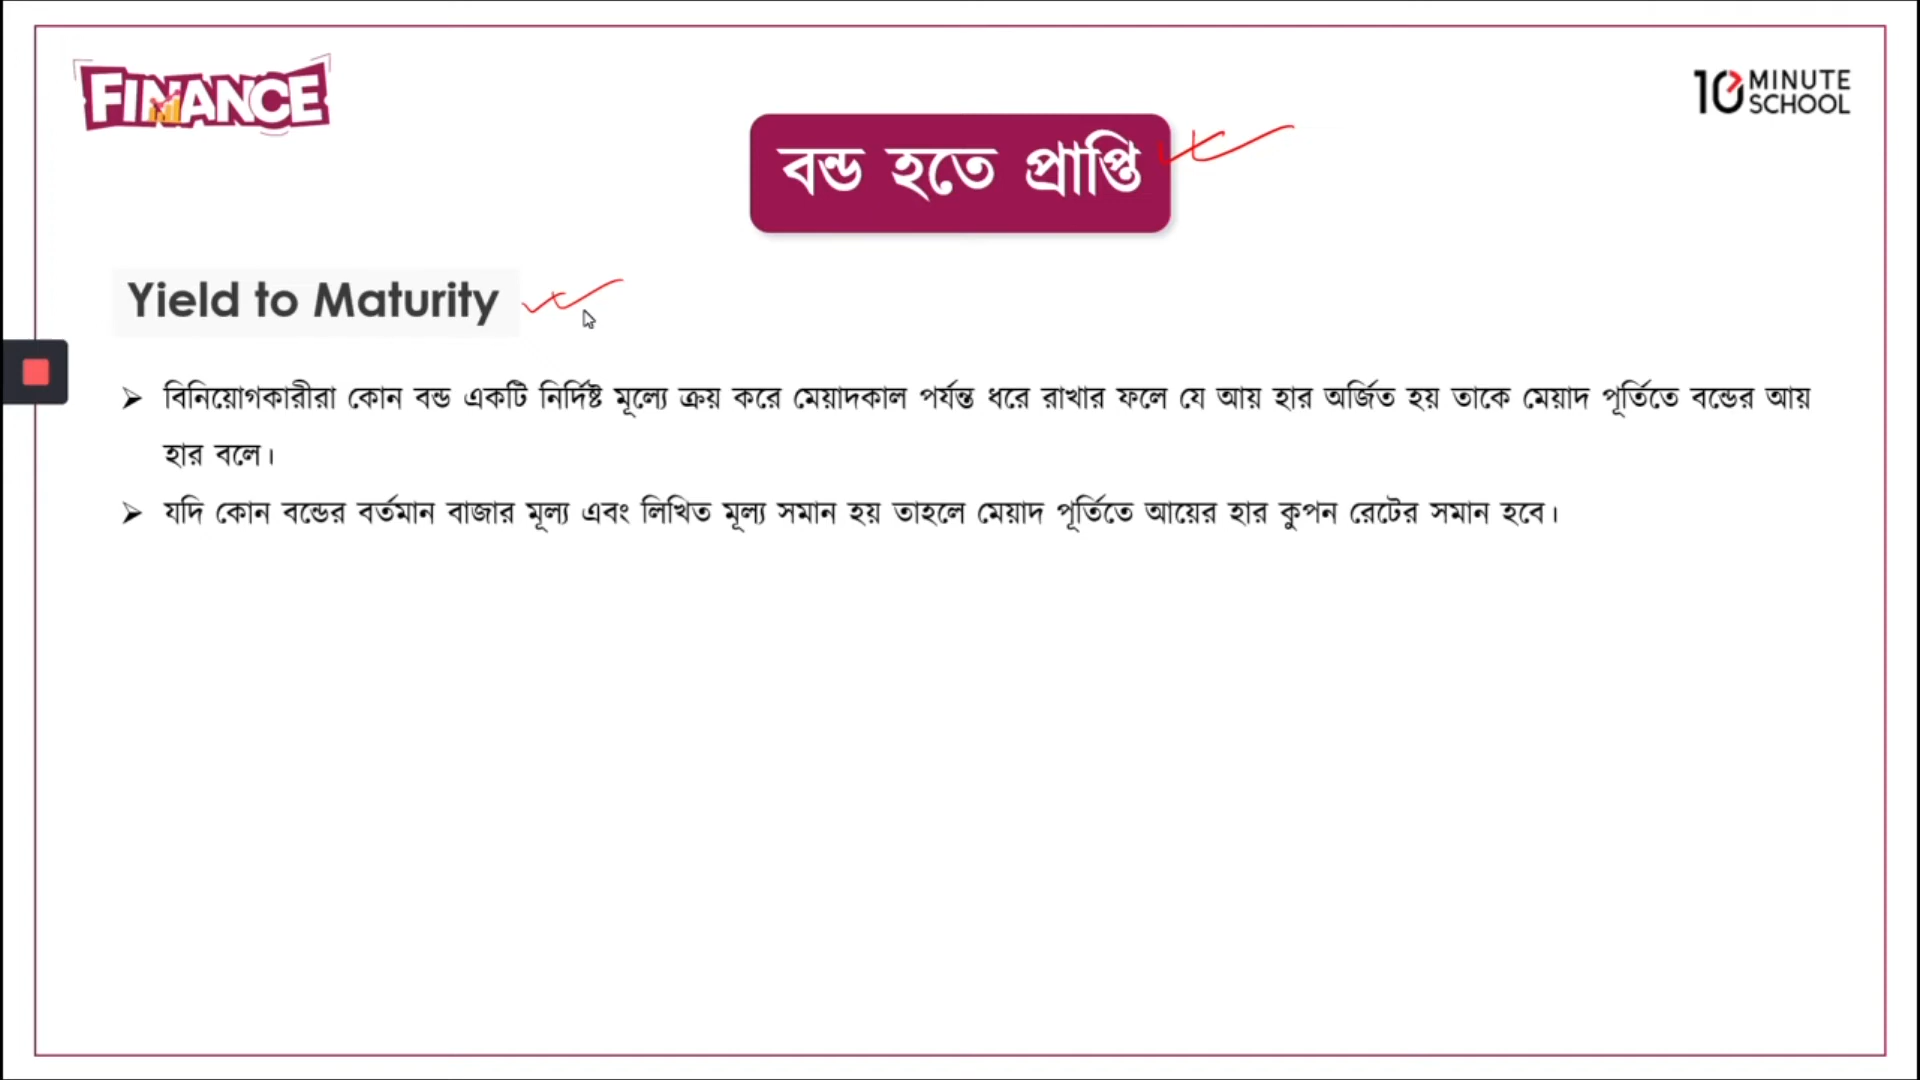 FINANCE
10 MINUTE SCHOOL
বন্ড হতে প্রাপ্তি
Yield to Maturity
➢ বিনিয়োগকারীরা কোন বন্ড একটি নির্দিষ্ট মূল্যে ক্রয় করে মেয়াদকাল পর্যন্ত ধরে রাখার ফলে যে আয় হার অর্জিত হয় তাকে মেয়াদ পূর্তিতে বন্ডের আয়
হার বলে।
➢ যদি কোন বন্ডের বর্তমান বাজার মূল্য এবং লিখিত মূল্য সমান হয় তাহলে মেয়াদ পূর্তিতে আয়ের হার কুপন রেটের সমান হবে।